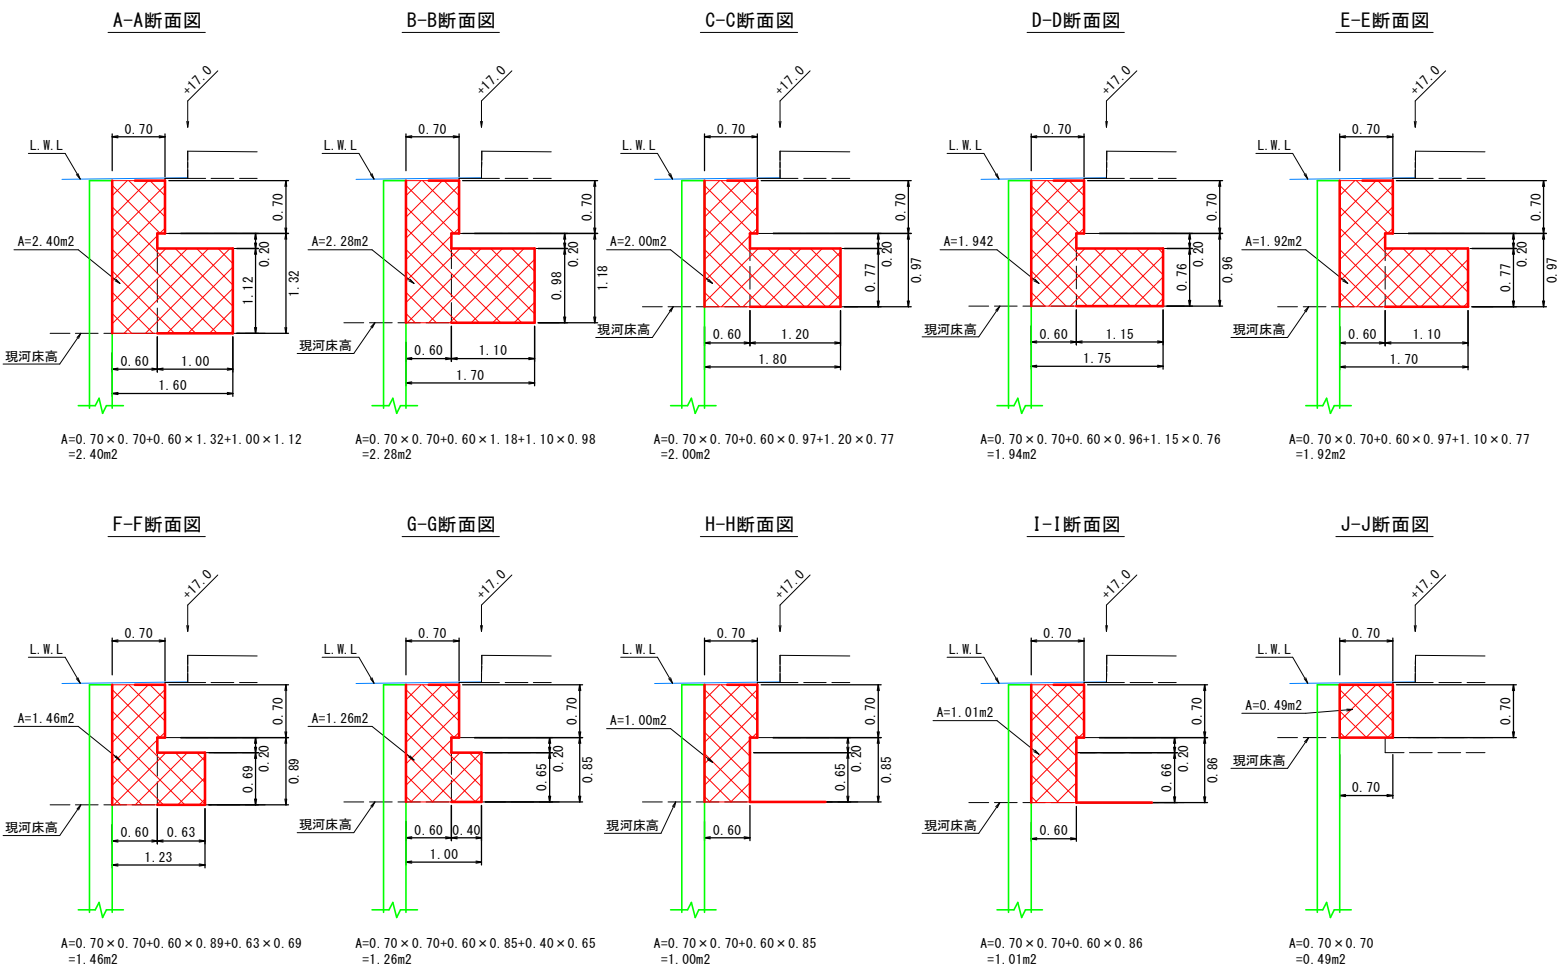 A-A断面図
+17.0
0.70
L.W.L
0.70
A=2.40m2
0.20
1.12
1.32
現河床高
0.60
1.00
1.60
A=0.70×0.70+0.60×1.32+1.00×1.12
=2.40m2
B-B断面図
+17.0
0.70
L.W.L
0.70
A=2.28m2
0.20
0.98
1.18
現河床高
0.60
1.10
1.70
A=0.70×0.70+0.60×1.18+1.10×0.98
=2.28m2
C-C断面図
+17.0
0.70
L.W.L
0.70
A=2.00m2
0.20
0.77
0.97
現河床高
0.60
1.20
1.80
A=0.70×0.70+0.60×0.97+1.20×0.77
=2.00m2
D-D断面図
+17.0
0.70
L.W.L
0.70
A=1.942
0.20
0.76
0.96
現河床高
0.60
1.15
1.75
A=0.70×0.70+0.60×0.96+1.15×0.76
=1.94m2
E-E断面図
+17.0
0.70
L.W.L
0.70
A=1.92m2
0.20
0.77
0.97
現河床高
0.60
1.10
1.70
A=0.70×0.70+0.60×0.97+1.10×0.77
=1.92m2
F-F断面図
+17.0
0.70
L.W.L
0.70
A=1.46m2
0.20
0.69
0.89
現河床高
0.60
0.63
1.23
A=0.70×0.70+0.60×0.89+0.63×0.69
=1.46m2
G-G断面図
+17.0
0.70
L.W.L
0.70
A=1.26m2
0.20
0.65
0.85
現河床高
0.60
0.40
1.00
A=0.70×0.70+0.60×0.85+0.40×0.65
=1.26m2
H-H断面図
+17.0
0.70
L.W.L
0.70
A=1.00m2
0.20
0.65
0.85
現河床高
0.60
A=0.70×0.70+0.60×0.85
=1.00m2
I-I断面図
+17.0
0.70
L.W.L
0.70
A=1.01m2
0.20
0.66
0.86
現河床高
0.60
A=0.70×0.70+0.60×0.86
=1.01m2
J-J断面図
+17.0
0.70
L.W.L
A=0.49m2
0.70
現河床高
0.70
A=0.70×0.70
=0.49m2